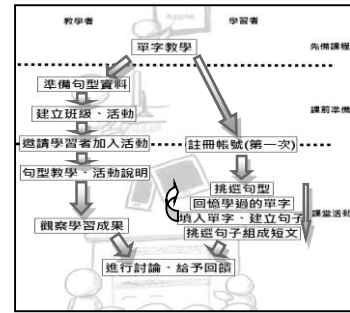 教學者 Apple 學習者
單字教學 先備課程
準備句型資料
建立班級、活動 課前準備
邀請學習者加入活動 註冊帳號(第一次)
句型教學、活動說明 挑選句型
回憶學過的單字
填入單字、建立句子 課堂活動
觀察學習成果 挑選句子組成短文
進行討論、給予回饋